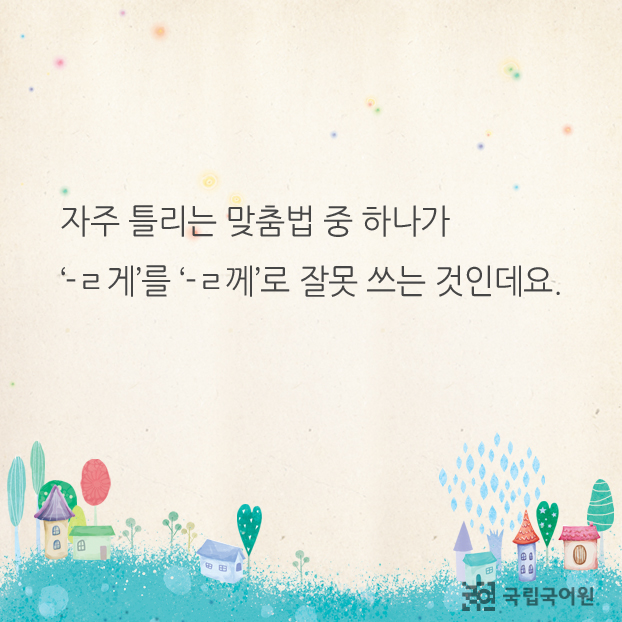 자주 틀리는 맞춤법 중 하나가
‘-ㄹ게’를 ‘-ㄹ께’로 잘못 쓰는 것인데요.
국립국어원